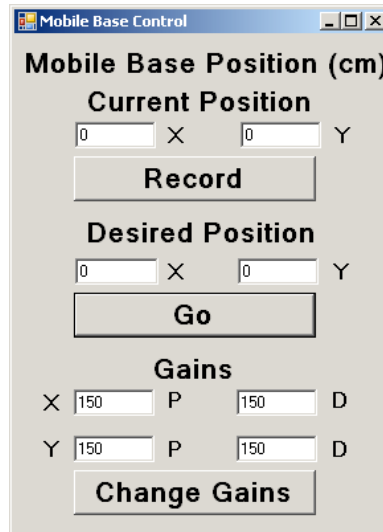 Mobile Base Control
Mobile Base Position (cm)
Current Position
0 X 0 Y
Record
Desired Position
0 X 0 Y
Go
Gains
X 150 P 150 D
Y 150 P 150 D
Change Gains